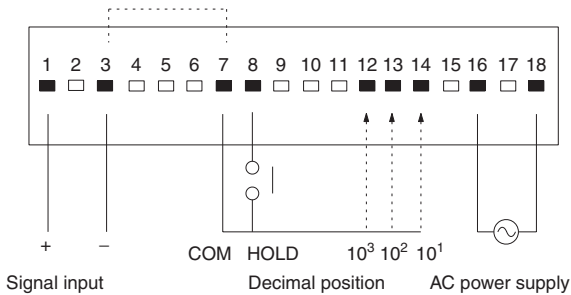 1 2 3 4 5 6 7 8 9 10 11 12 13 14 15 16 17 18
+ − COM HOLD 10³ 10² 10¹
Signal input Decimal position AC power supply